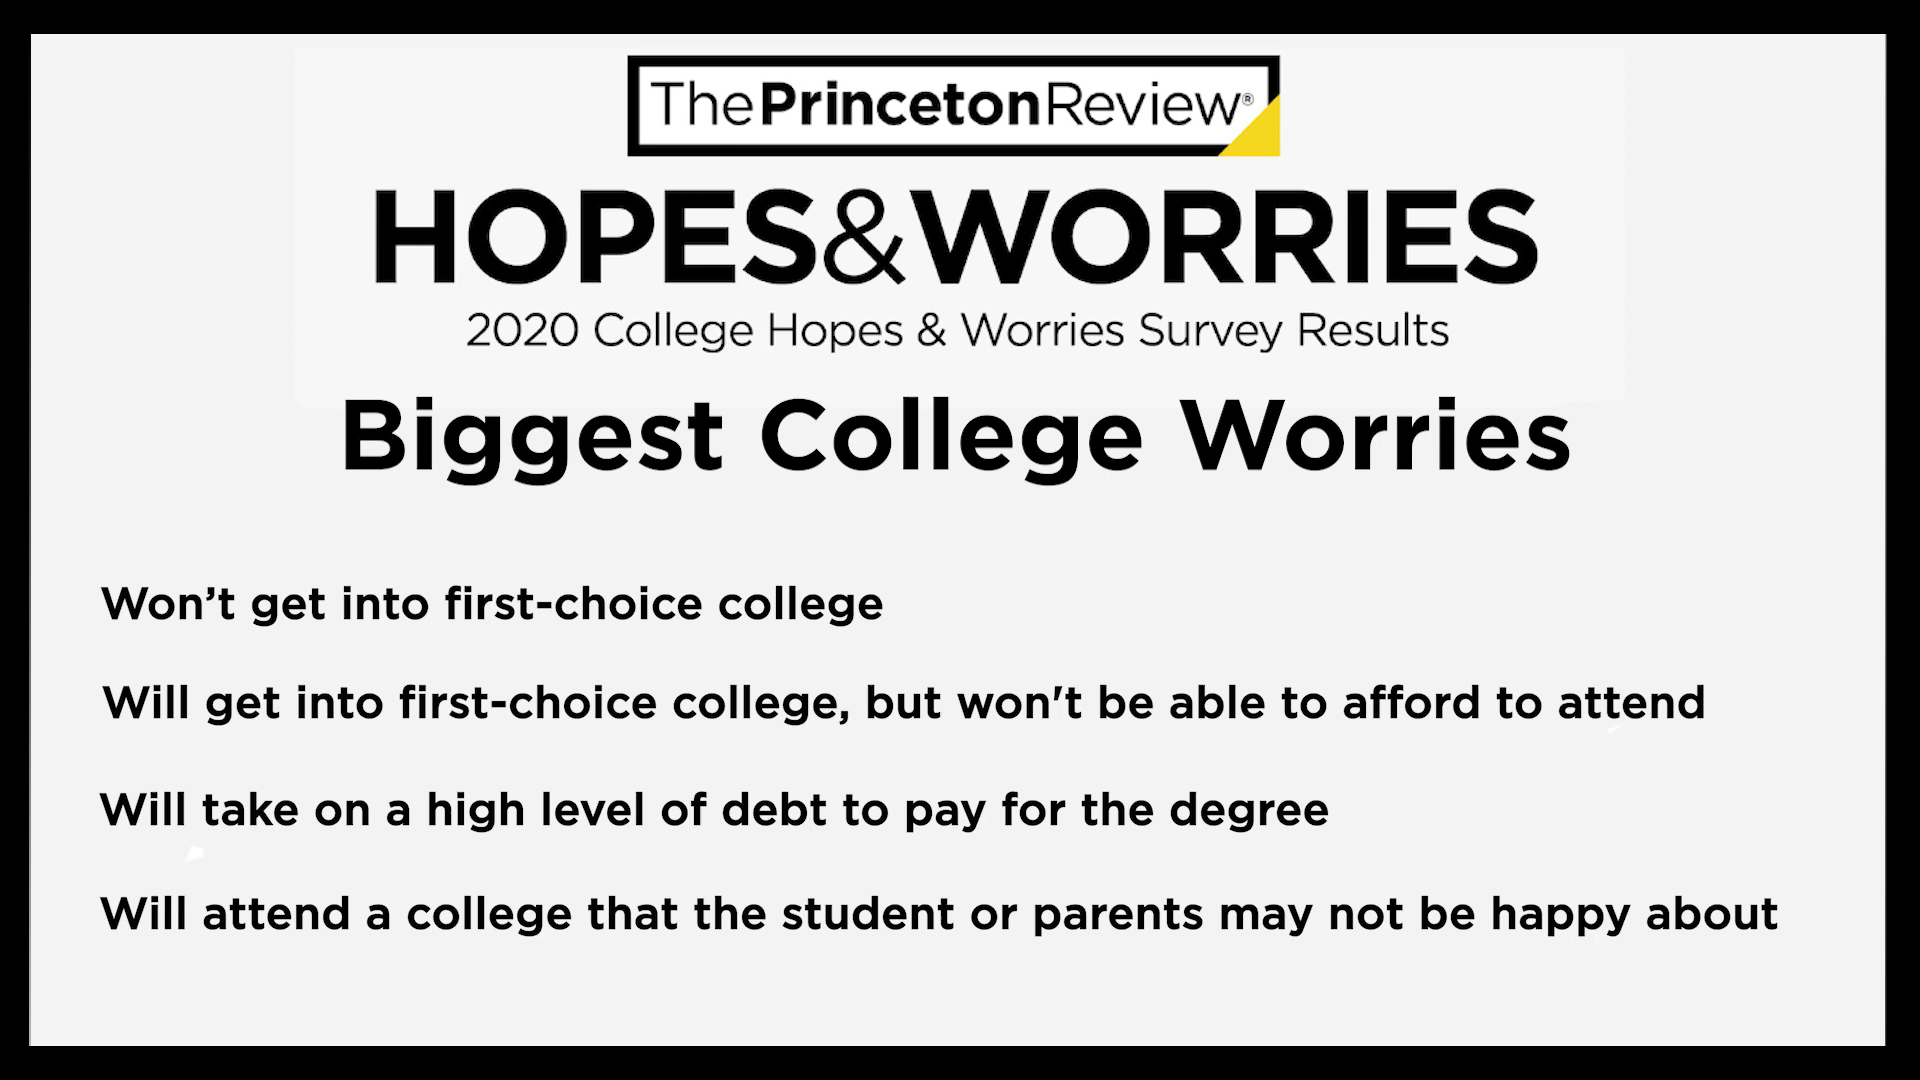 ThePrincetonReview®
HOPES&WORRIES
2020 College Hopes & Worries Survey Results
Biggest College Worries
Won’t get into first-choice college
Will get into first-choice college, but won't be able to afford to attend
Will take on a high level of debt to pay for the degree
Will attend a college that the student or parents may not be happy about